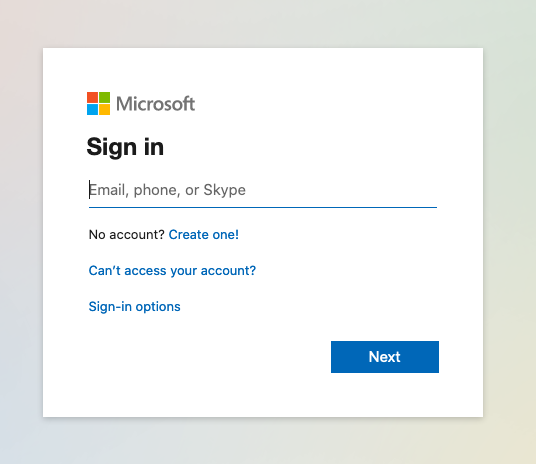 Microsoft
Sign in
Email, phone, or Skype
No account? Create one!
Can’t access your account?
Sign-in options
Next